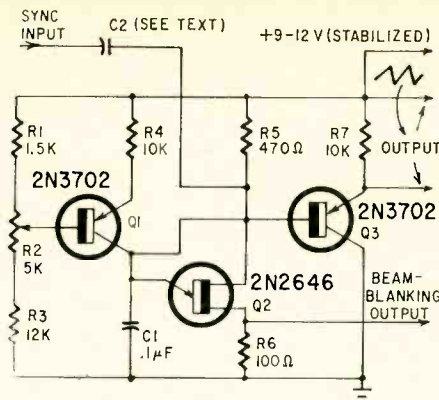 SYNC
INPUT
C2 (SEE TEXT)
+9-12 V (STABILIZED)
R1
1.5K
R4
10K
R5
470Ω
R7
10K
OUTPUT
2N3702
Q1
2N3702
Q3
R2
5K
2N2646
Q2
BEAM-
BLANKING
OUTPUT
R3
12K
C1
.1µF
R6
100Ω